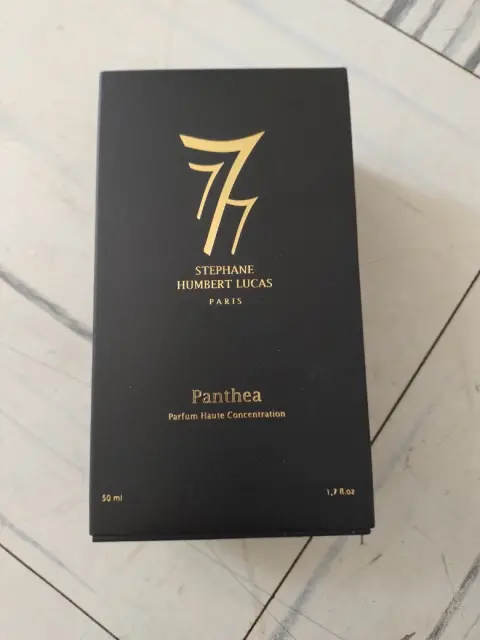 777
STEPHANE
HUMBERT LUCAS
PARIS
Panthea
Parfum Haute Concentration
50 ml
1,7 fl.oz